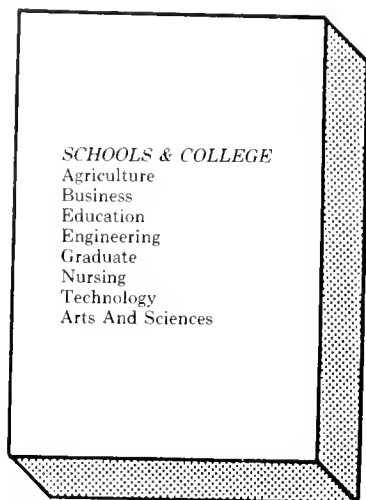 SCHOOLS & COLLEGE
Agriculture
Business
Education
Engineering
Graduate
Nursing
Technology
Arts And Sciences